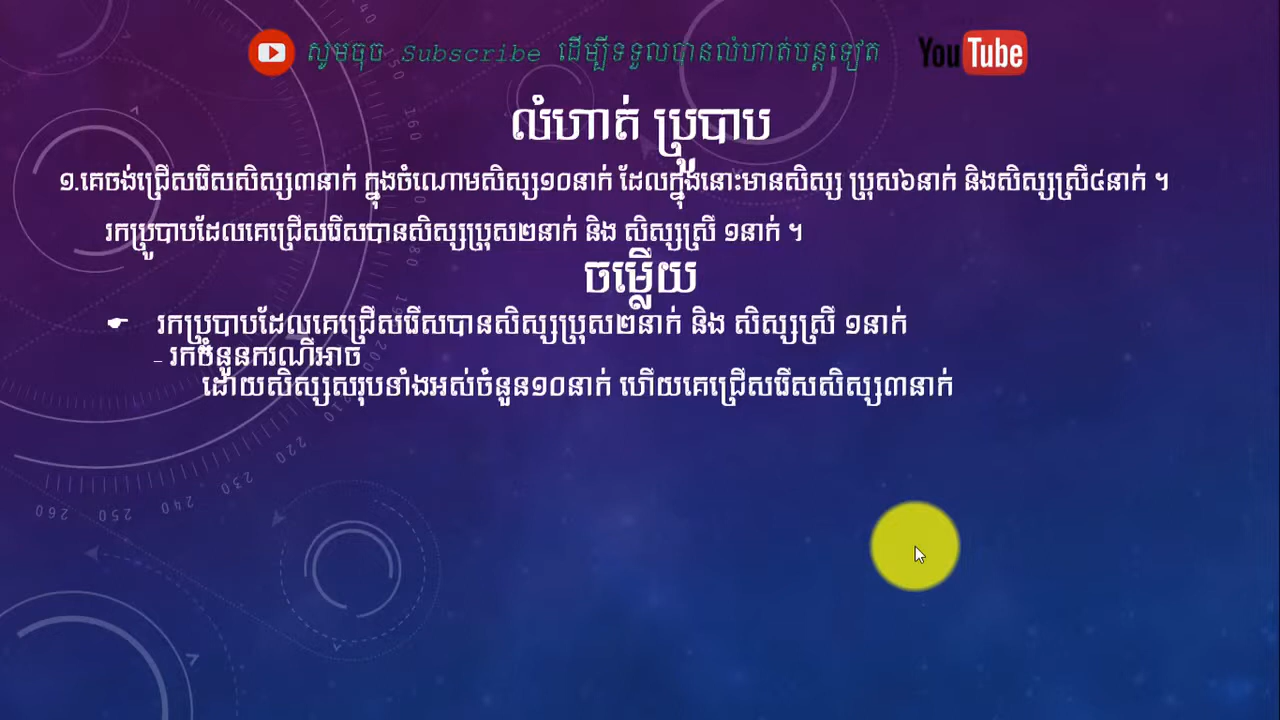 សូមចុច Subscribe ដើម្បីទទួលបានលំហាត់បន្តទៀត YouTube
លំហាត់ ប្រូបាប
១.គេចង់ជ្រើសរើសសិស្ស៣នាក់ ក្នុងចំណោមសិស្ស១០នាក់ ដែលក្នុងនោះមានសិស្ស ប្រុស៦នាក់ និងសិស្សស្រី៤នាក់ ។
រកប្រូបាបដែលគេជ្រើសរើសបានសិស្សប្រុស២នាក់ និង សិស្សស្រី ១នាក់ ។
ចម្លើយ
☛ រកប្រូបាបដែលគេជ្រើសរើសបានសិស្សប្រុស២នាក់ និង សិស្សស្រី ១នាក់
- រកចំនួនករណីអាច
ដោយសិស្សសរុបទាំងអស់ចំនួន១០នាក់ ហើយគេជ្រើសរើសសិស្ស៣នាក់
160
180
190
200
210
220
230
240
250
260